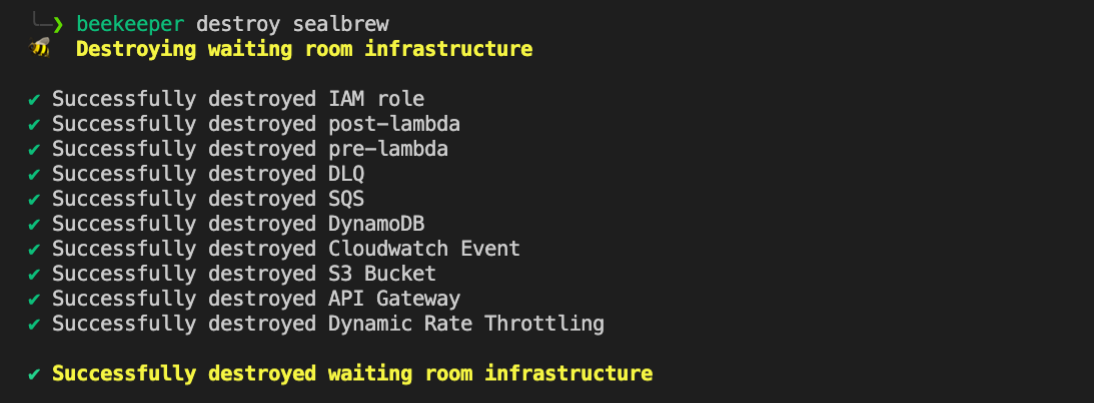 ❯ beekeeper destroy sealbrew
🐝 Destroying waiting room infrastructure
✔ Successfully destroyed IAM role
✔ Successfully destroyed post-lambda
✔ Successfully destroyed pre-lambda
✔ Successfully destroyed DLQ
✔ Successfully destroyed SQS
✔ Successfully destroyed DynamoDB
✔ Successfully destroyed Cloudwatch Event
✔ Successfully destroyed S3 Bucket
✔ Successfully destroyed API Gateway
✔ Successfully destroyed Dynamic Rate Throttling
✔ Successfully destroyed waiting room infrastructure